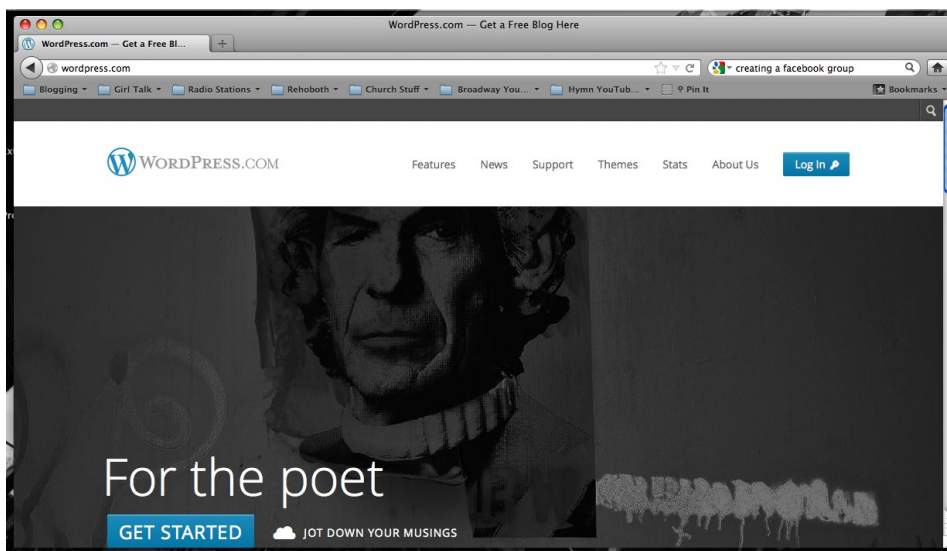 WordPress.com — Get a Free Blog Here
WordPress.com — Get a Free Bl...
wordpress.com
creating a facebook group
Blogging Girl Talk Radio Stations Rehoboth Church Stuff Broadway You... Hymn YouTub... Pin It Bookmarks
WORDPRESS.COM
Features News Support Themes Stats About Us Log In
For the poet
GET STARTED JOT DOWN YOUR MUSINGS